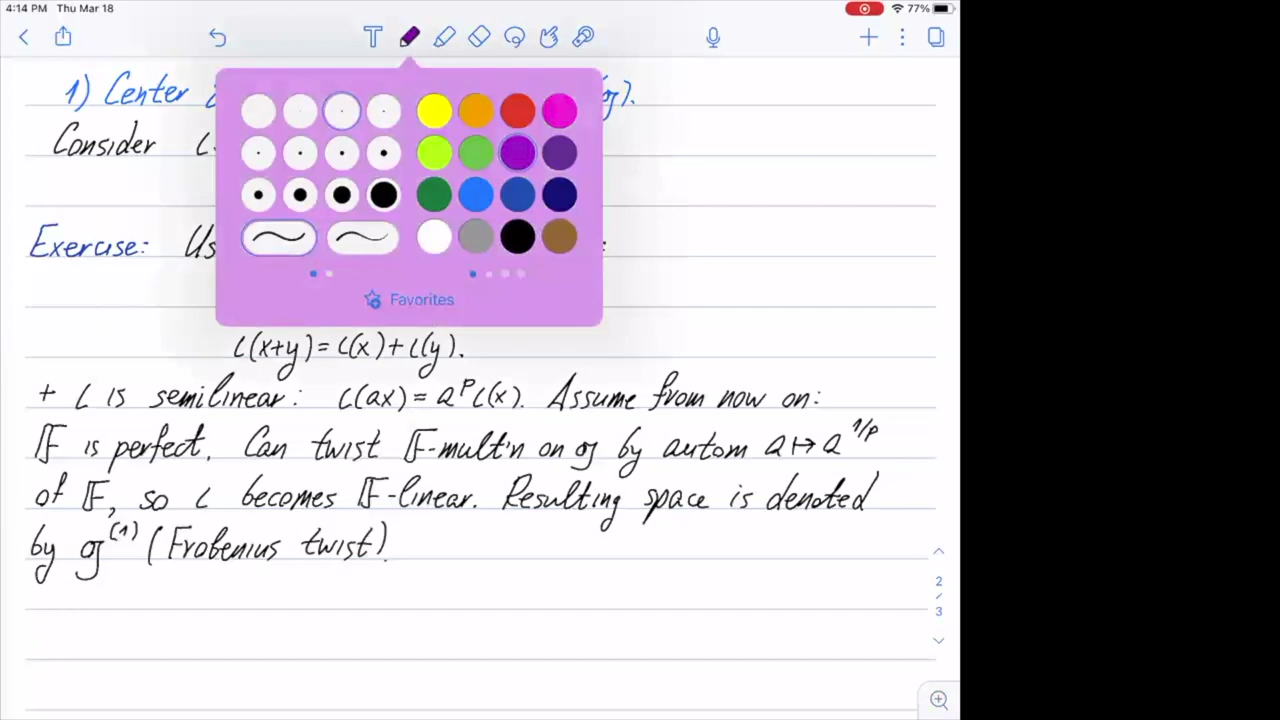 4:14 PM Thu Mar 18
77%
1) Center
Consider
Exercise: Us
ι(x+y)=ι(x)+ι(y).
+ ι is semilinear: ι(ax) = a^p ι(x). Assume from now on:
𝔽 is perfect. Can twist 𝔽-mult'n on 𝔤 by autom a ↦ a^{1/p}
of 𝔽, so ι becomes 𝔽-linear. Resulting space is denoted
by 𝔤^{(1)} (Frobenius twist).
Favorites
2
/
3